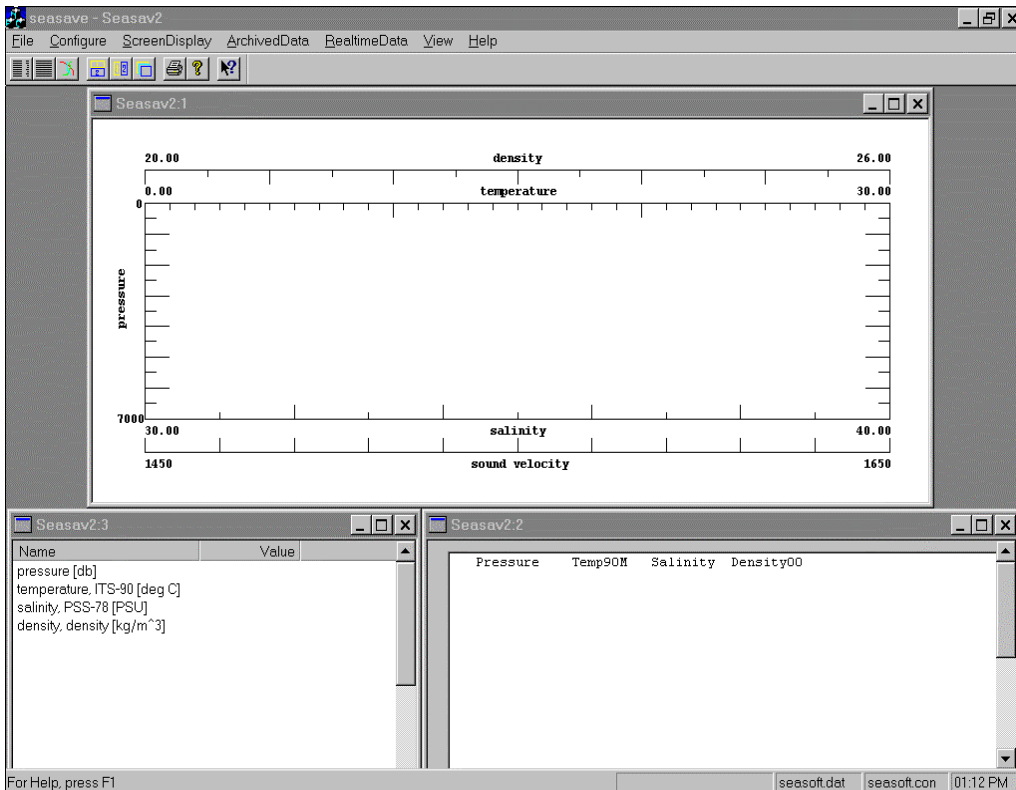 seasave - Seasav2
File Configure ScreenDisplay ArchivedData RealtimeData View Help
Seasav2:1
20.00 density 26.00
0.00 temperature 30.00
0
pressure
7000
30.00 salinity 40.00
1450 sound velocity 1650
Seasav2:3
Name Value
pressure [db]
temperature, ITS-90 [deg C]
salinity, PSS-78 [PSU]
density, density [kg/m^3]
Seasav2:2
Pressure Temp90M Salinity Density00
For Help, press F1 seasoft.dat seasoft.con 01:12 PM